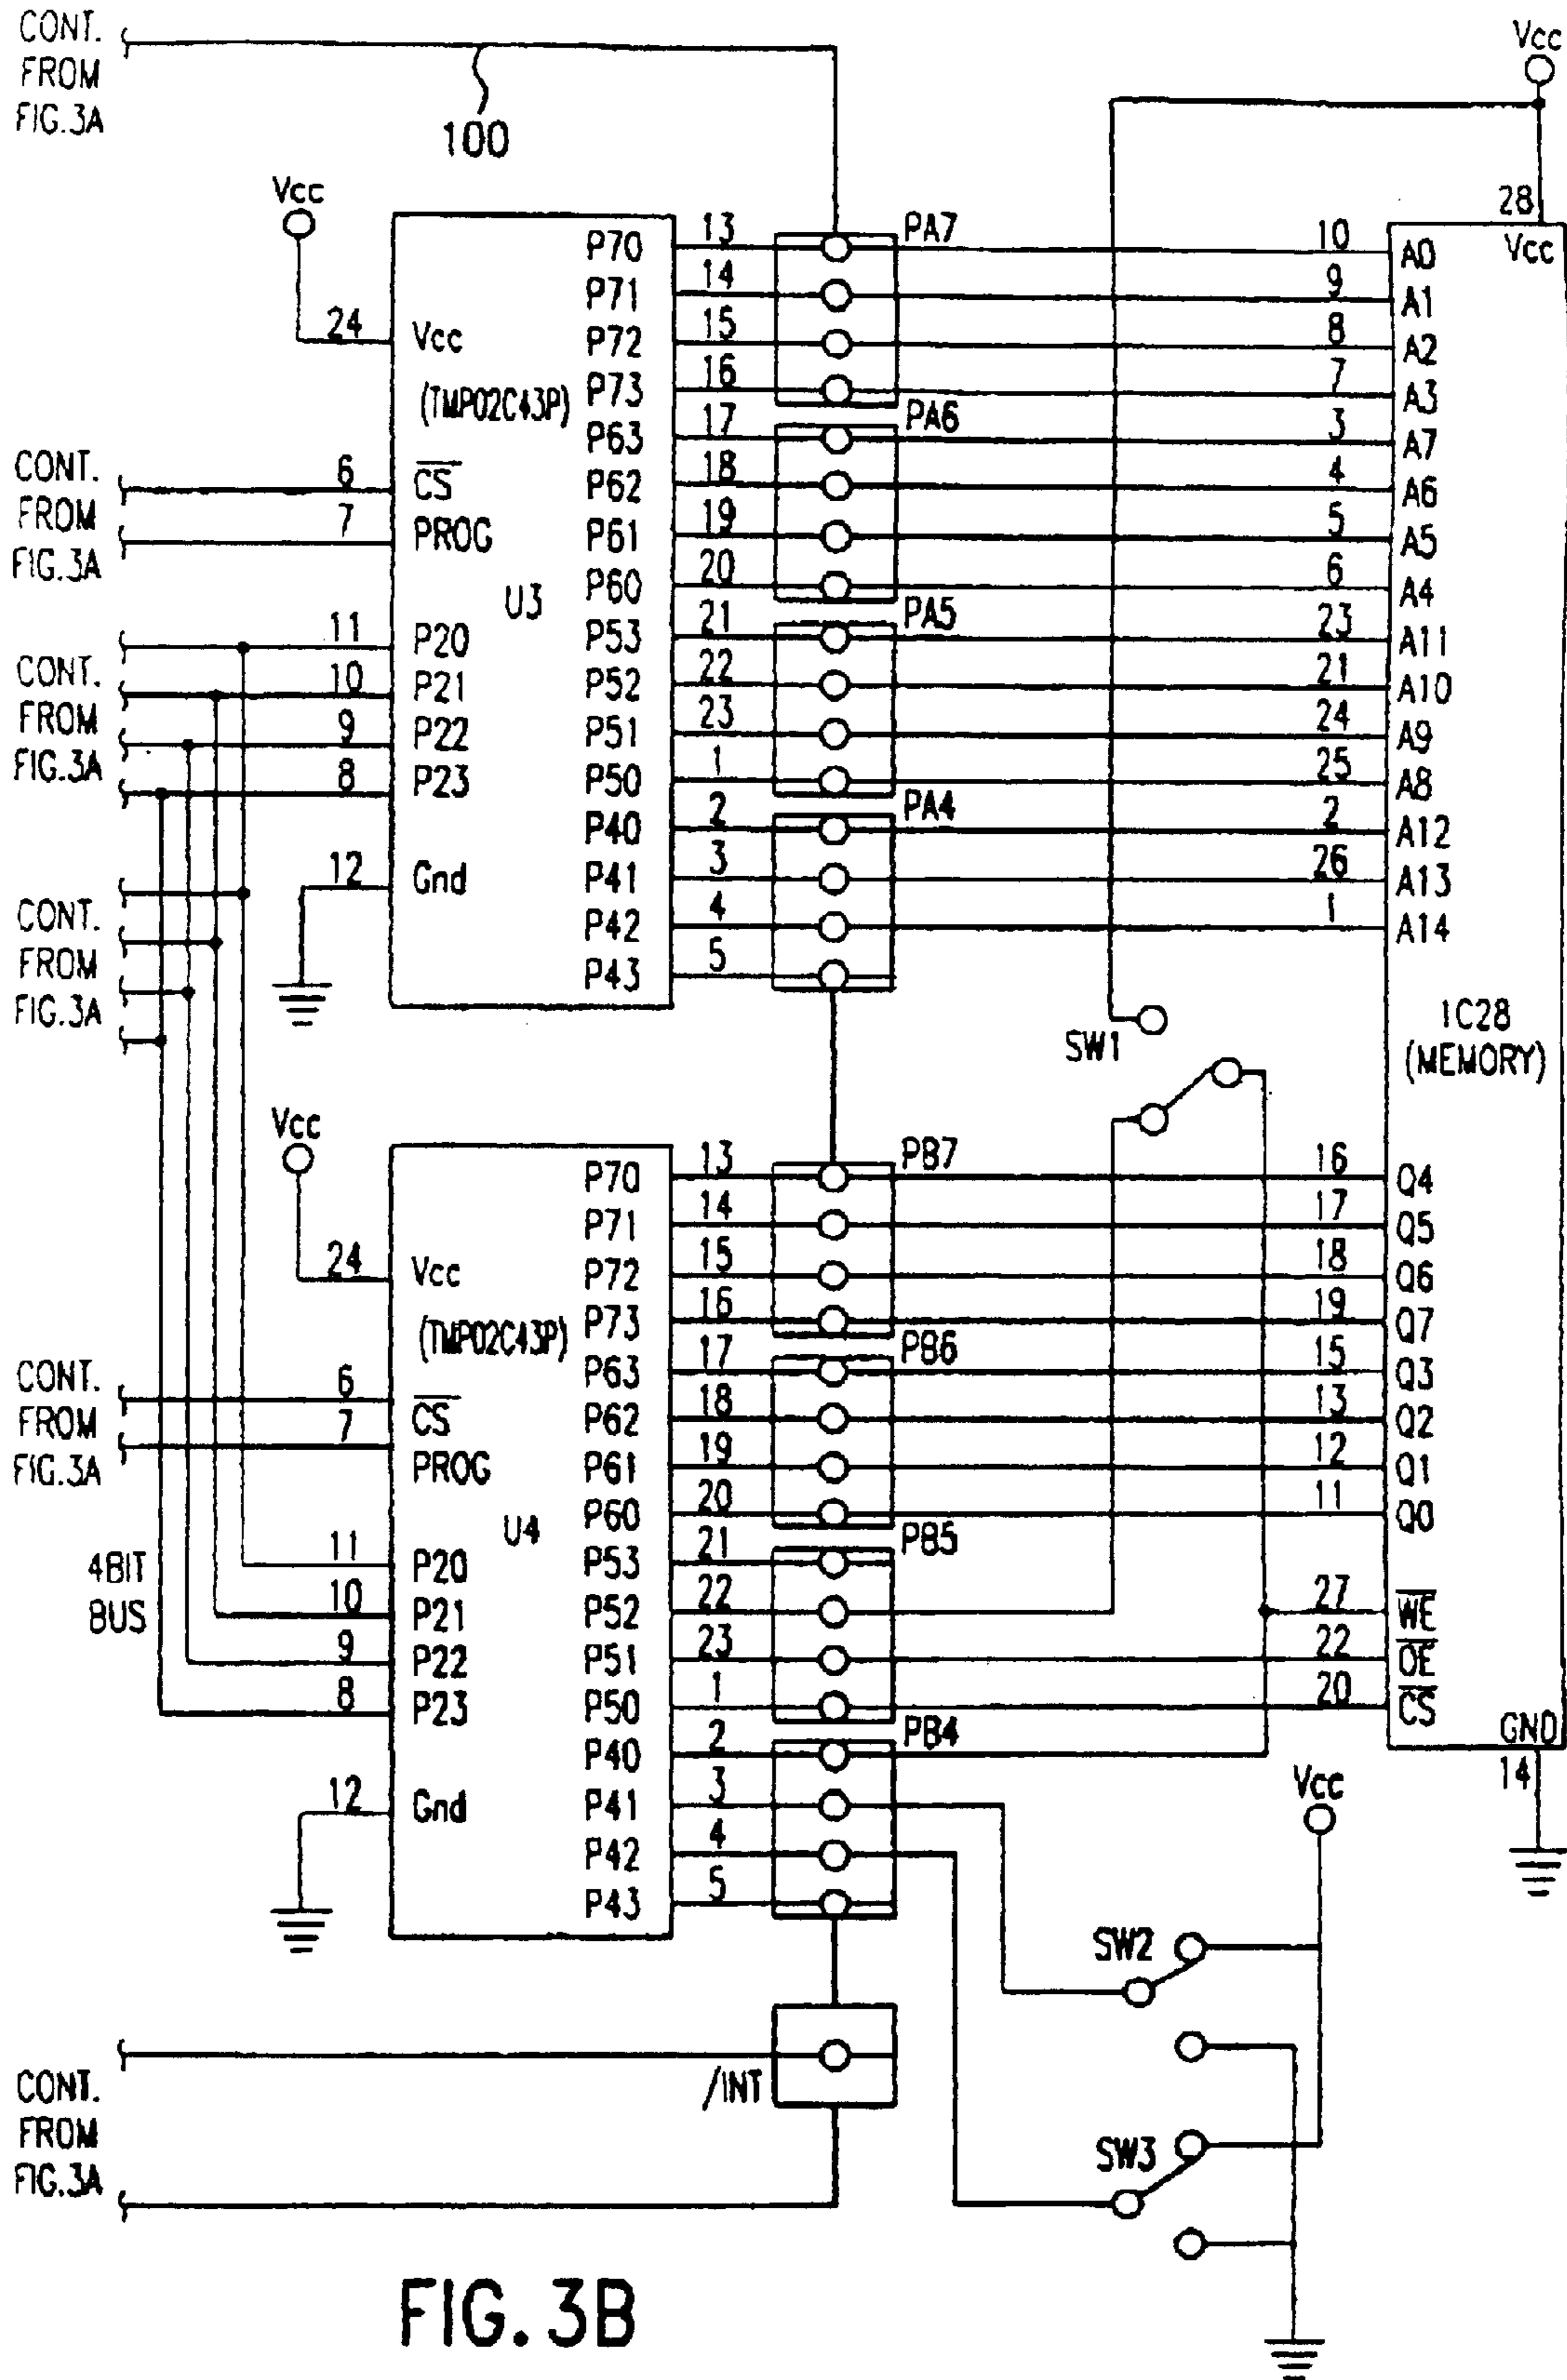 CONT.
FROM
FIG.3A
100
Vcc
Vcc
28
Vcc
24
Vcc
(TMP02C43P)
CONT.
FROM
FIG.3A
6
CS
7
PROG
U3
CONT.
FROM
FIG.3A
11
P20
10
P21
9
P22
8
P23
12
Gnd
CONT.
FROM
FIG.3A
P70 13 PA7 10 A0
P71 14 9 A1
P72 15 8 A2
P73 16 7 A3
PA6
P63 17 3 A7
P62 18 4 A6
P61 19 5 A5
P60 20 6 A4
PA5
P53 21 23 A11
P52 22 21 A10
P51 23 24 A9
P50 1 25 A8
PA4
P40 2 2 A12
P41 3 26 A13
P42 4 1 A14
P43 5
SW1
IC28
(MEMORY)
Vcc
24
Vcc
(TMP02C43P)
CONT.
FROM
FIG.3A
6
CS
7
PROG
U4
4BIT
BUS
11
P20
10
P21
9
P22
8
P23
12
Gnd
P70 13 PB7 16 Q4
P71 14 17 Q5
P72 15 18 Q6
P73 16 19 Q7
PB6
P63 17 15 Q3
P62 18 13 Q2
P61 19 12 Q1
P60 20 11 Q0
PB5
P53 21
P52 22 27 WE
P51 23 22 OE
P50 1 20 CS
PB4
GND
14
P40 2
P41 3
P42 4
P43 5
Vcc
SW2
/INT
CONT.
FROM
FIG.3A
SW3
FIG. 3B